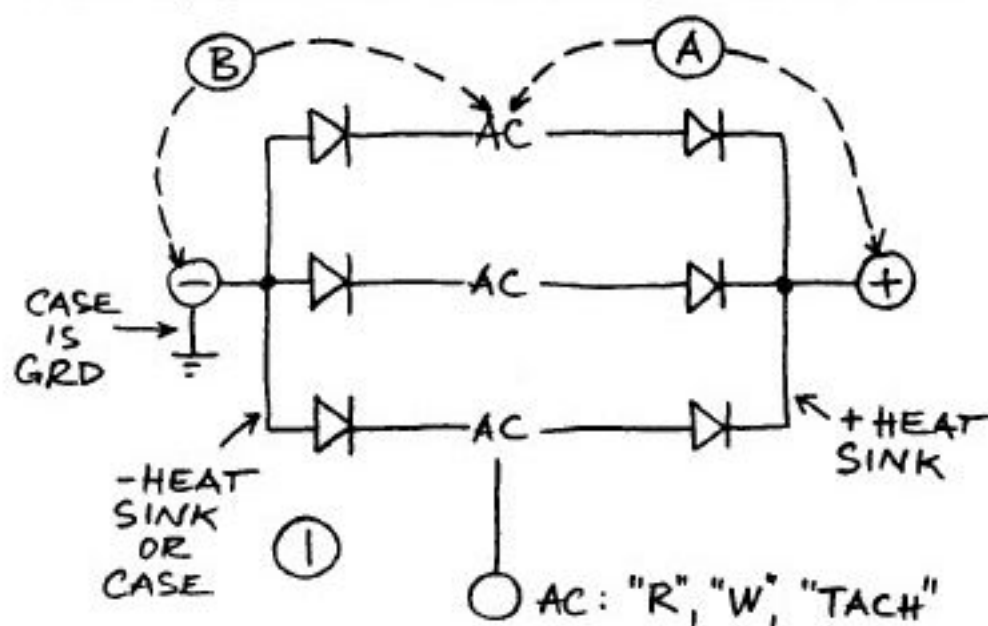 B
A
AC
-
AC
+
CASE
IS
GRD
AC
-HEAT
SINK
OR
CASE
+HEAT
SINK
1
AC: "R", "W", "TACH"